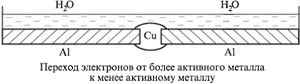 H₂O H₂O
Cu
Al Al
Переход электронов от более активного металла
к менее активному металлу